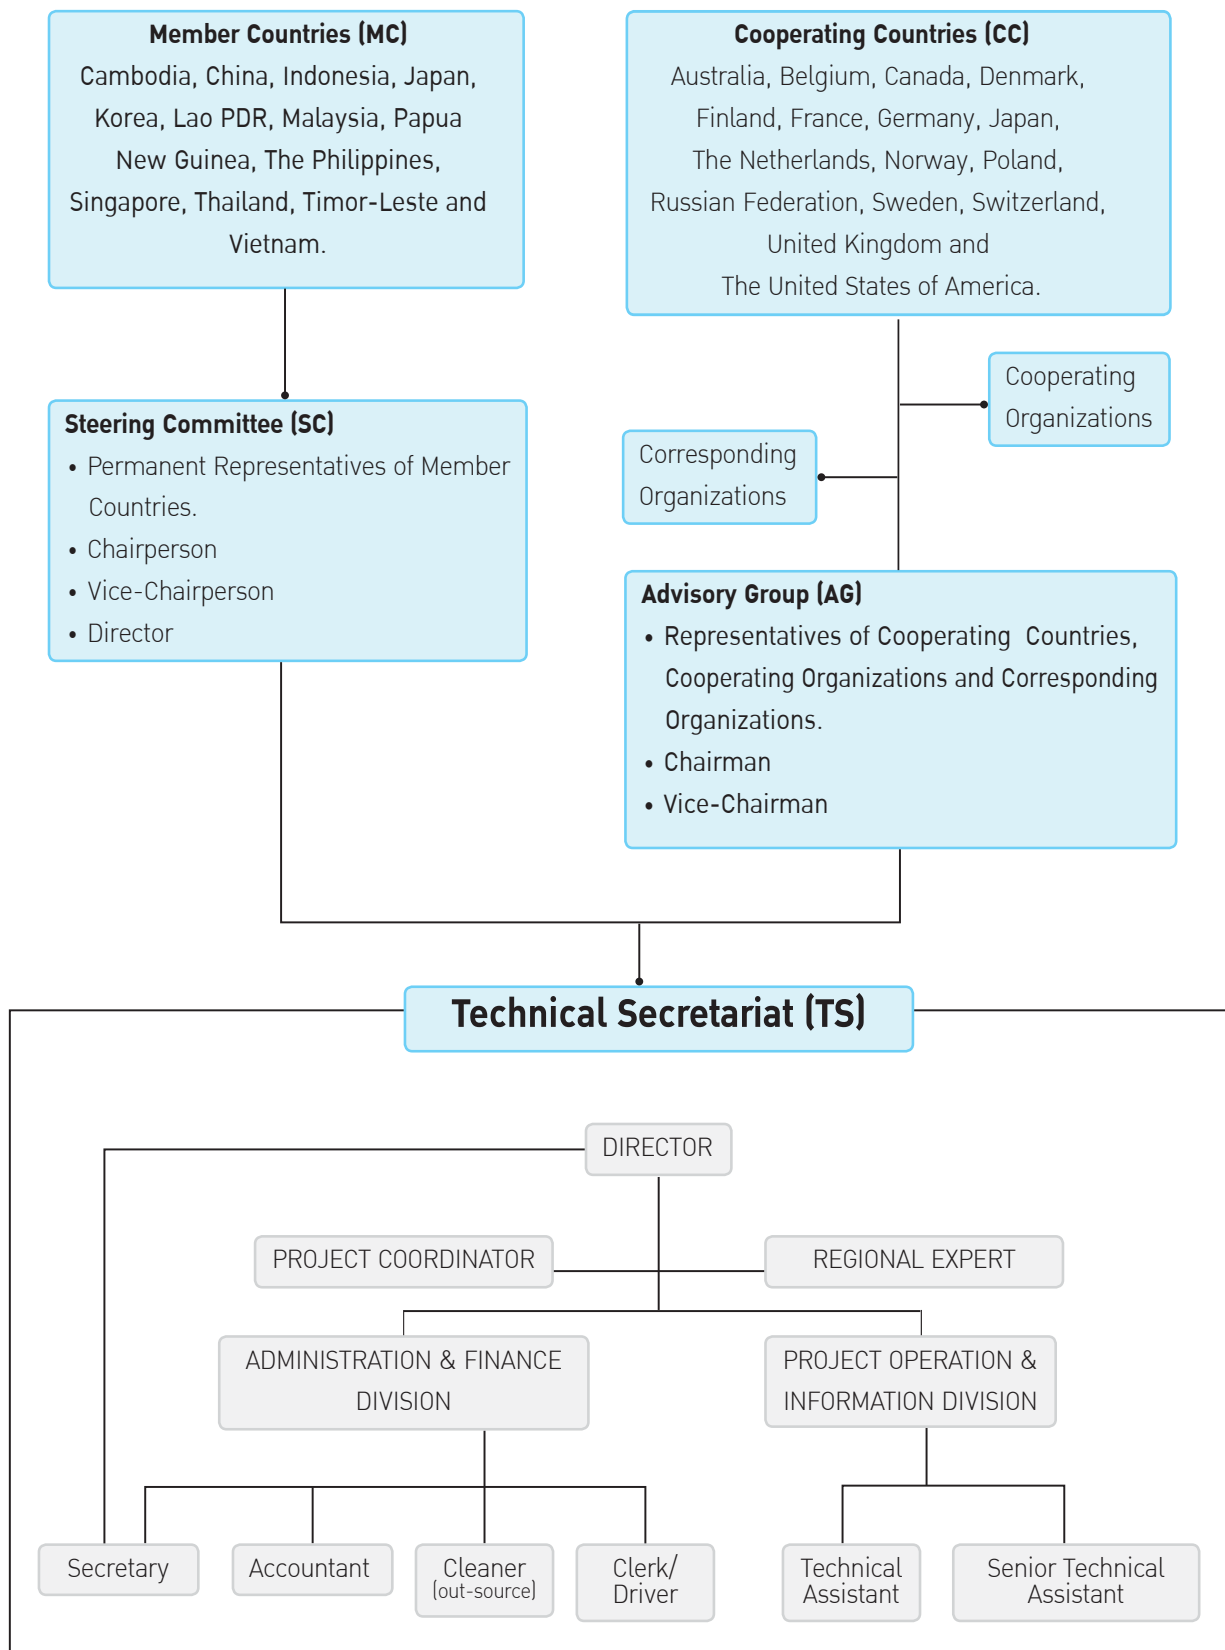 Member Countries (MC)
Cambodia, China, Indonesia, Japan,
Korea, Lao PDR, Malaysia, Papua
New Guinea, The Philippines,
Singapore, Thailand, Timor-Leste and
Vietnam.
Cooperating Countries (CC)
Australia, Belgium, Canada, Denmark,
Finland, France, Germany, Japan,
The Netherlands, Norway, Poland,
Russian Federation, Sweden, Switzerland,
United Kingdom and
The United States of America.
Cooperating
Organizations
Corresponding
Organizations
Steering Committee (SC)
• Permanent Representatives of Member
Countries.
• Chairperson
• Vice-Chairperson
• Director
Advisory Group (AG)
• Representatives of Cooperating Countries,
Cooperating Organizations and Corresponding
Organizations.
• Chairman
• Vice-Chairman
Technical Secretariat (TS)
DIRECTOR
PROJECT COORDINATOR
REGIONAL EXPERT
ADMINISTRATION & FINANCE
DIVISION
PROJECT OPERATION &
INFORMATION DIVISION
Secretary
Accountant
Cleaner
(out-source)
Clerk/
Driver
Technical
Assistant
Senior Technical
Assistant